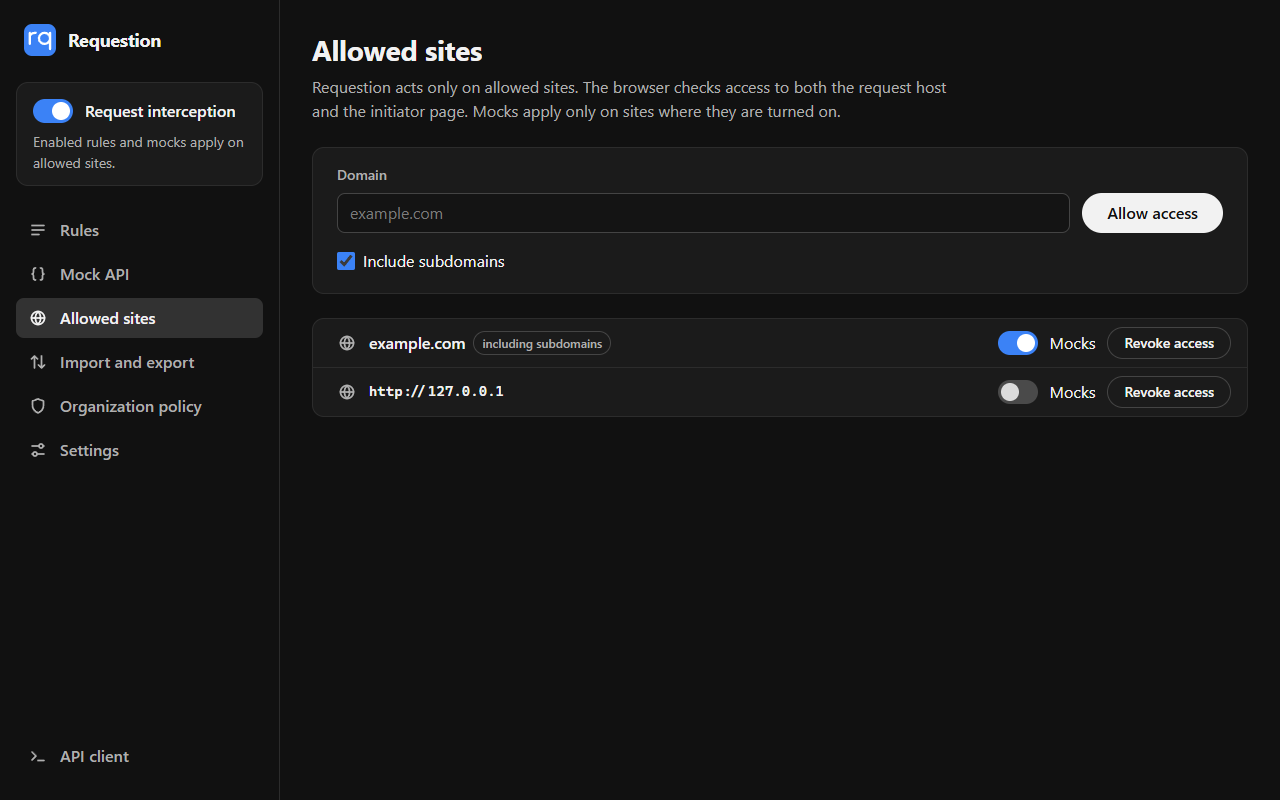 rq Requestion
Request interception
Enabled rules and mocks apply on
allowed sites.
Rules
Mock API
Allowed sites
Import and export
Organization policy
Settings
API client
Allowed sites
Requestion acts only on allowed sites. The browser checks access to both the request host
and the initiator page. Mocks apply only on sites where they are turned on.
Domain
example.com
Allow access
Include subdomains
example.com including subdomains Mocks Revoke access
http://127.0.0.1 Mocks Revoke access